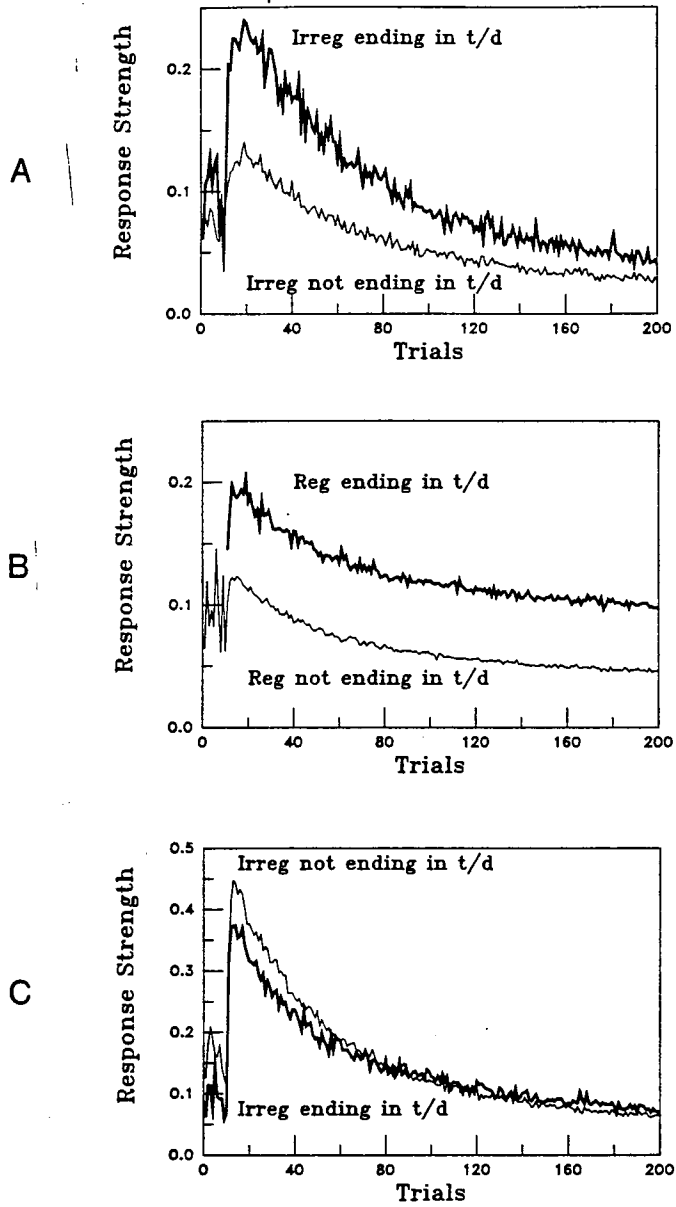 A
Response Strength
0.2
0.1
0.0
Irreg ending in t/d
Irreg not ending in t/d
0 40 80 120 160 200
Trials
B
Response Strength
0.2
0.1
0.0
Reg ending in t/d
Reg not ending in t/d
0 40 80 120 160 200
Trials
C
Response Strength
0.5
0.4
0.3
0.2
0.1
0.0
Irreg not ending in t/d
Irreg ending in t/d
0 40 80 120 160 200
Trials